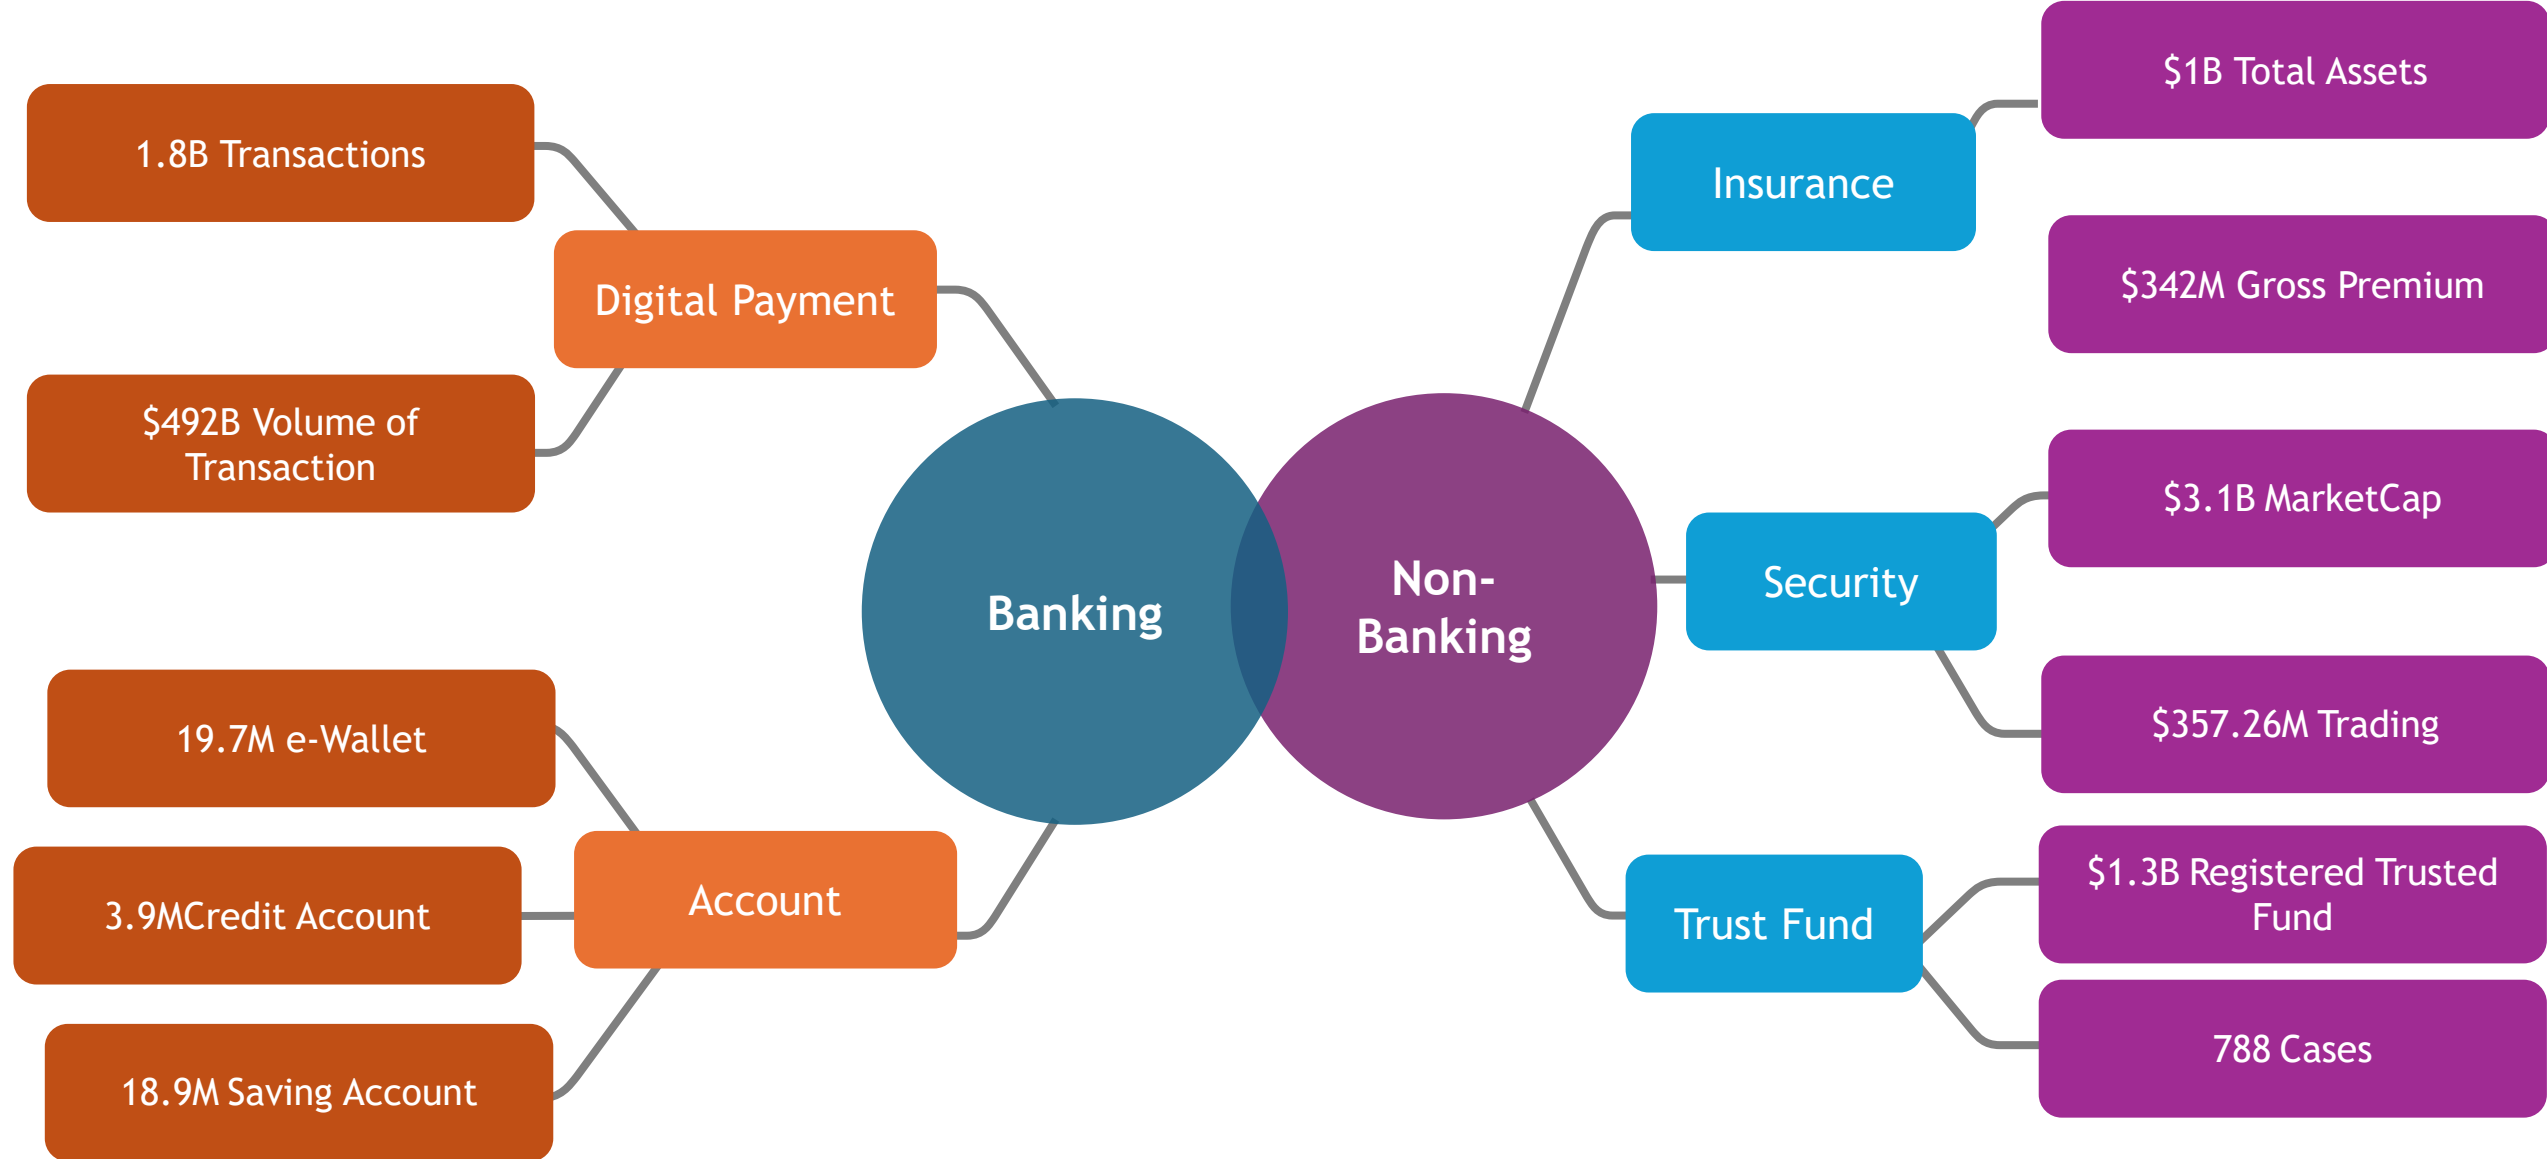 1.8B Transactions
Digital Payment
$492B Volume of
Transaction
19.7M e-Wallet
3.9MCredit Account
Account
18.9M Saving Account
Banking
Non-
Banking
Insurance
$1B Total Assets
$342M Gross Premium
Security
$3.1B MarketCap
$357.26M Trading
Trust Fund
$1.3B Registered Trusted
Fund
788 Cases